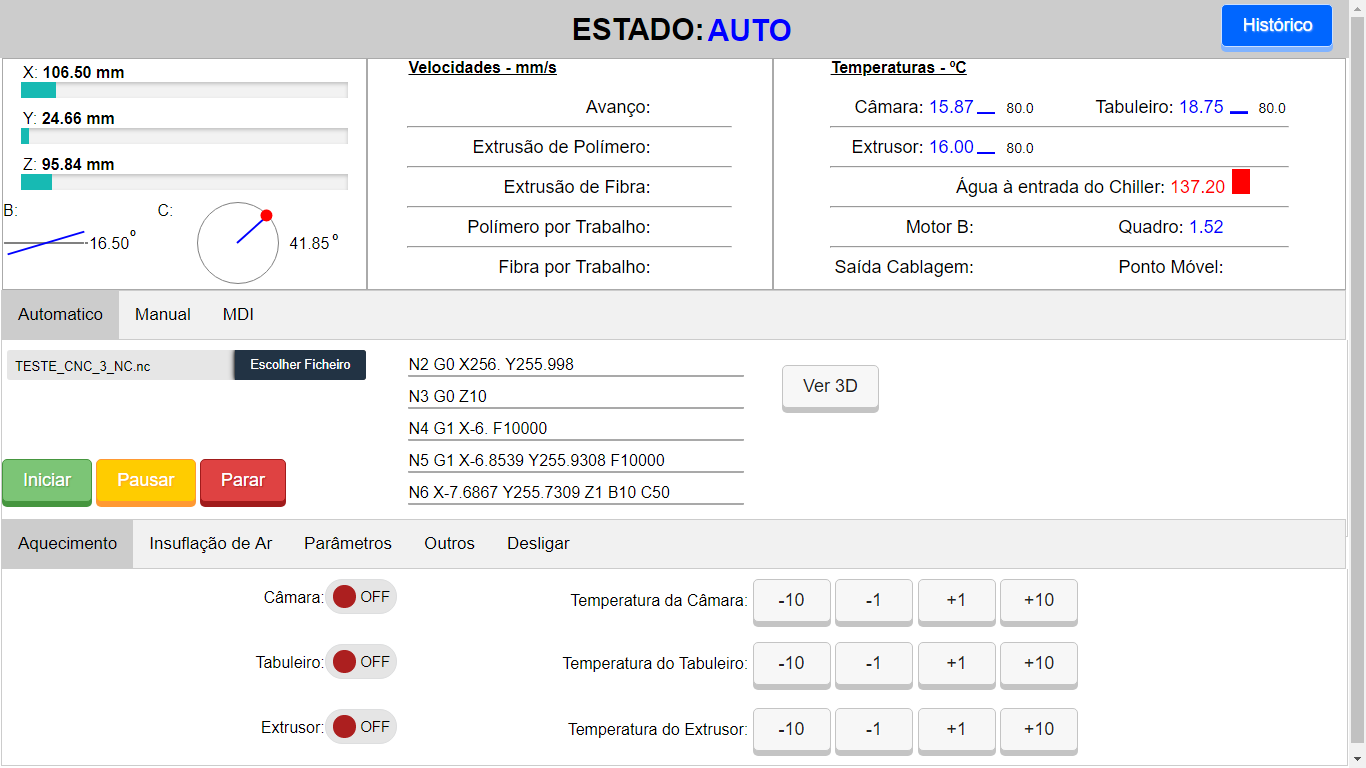 ESTADO: AUTO
Histórico
X: 106.50 mm
Y: 24.66 mm
Z: 95.84 mm
B:
16.50 º
C:
41.85 º
Velocidades - mm/s
Avanço:
Extrusão de Polímero:
Extrusão de Fibra:
Polímero por Trabalho:
Fibra por Trabalho:
Temperaturas - ºC
Câmara: 15.87 80.0 Tabuleiro: 18.75 80.0
Extrusor: 16.00 80.0
Água à entrada do Chiller: 137.20
Motor B: Quadro: 1.52
Saída Cablagem: Ponto Móvel:
Automatico Manual MDI
TESTE_CNC_3_NC.nc Escolher Ficheiro
Iniciar Pausar Parar
N2 G0 X256. Y255.998
N3 G0 Z10
N4 G1 X-6. F10000
N5 G1 X-6.8539 Y255.9308 F10000
N6 X-7.6867 Y255.7309 Z1 B10 C50
Ver 3D
Aquecimento Insuflação de Ar Parâmetros Outros Desligar
Câmara: OFF Temperatura da Câmara: -10 -1 +1 +10
Tabuleiro: OFF Temperatura do Tabuleiro: -10 -1 +1 +10
Extrusor: OFF Temperatura do Extrusor: -10 -1 +1 +10